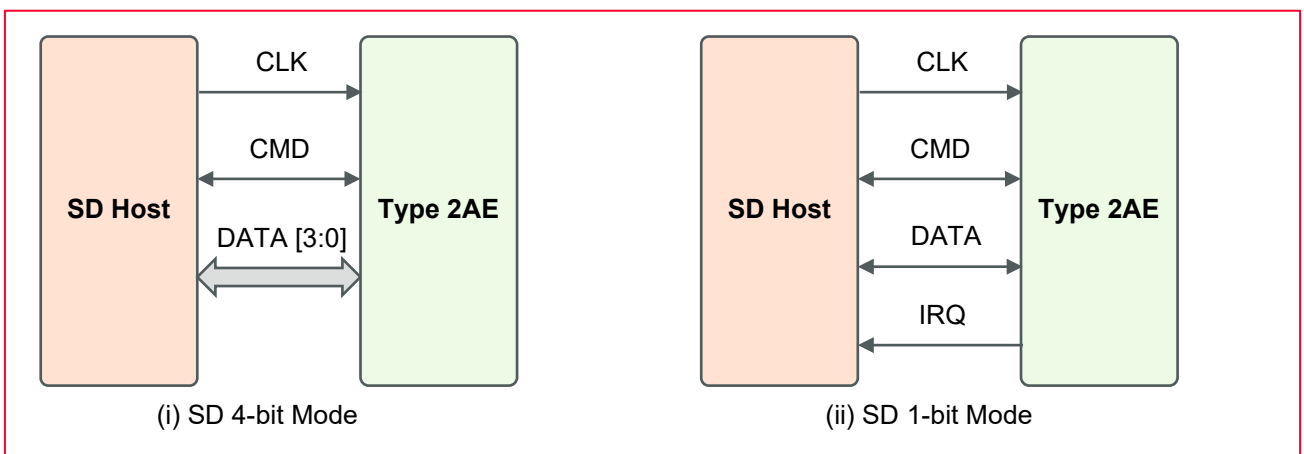 CLK
CMD
SD Host
Type 2AE
DATA [3:0]
(i) SD 4-bit Mode
CLK
CMD
SD Host
Type 2AE
DATA
IRQ
(ii) SD 1-bit Mode